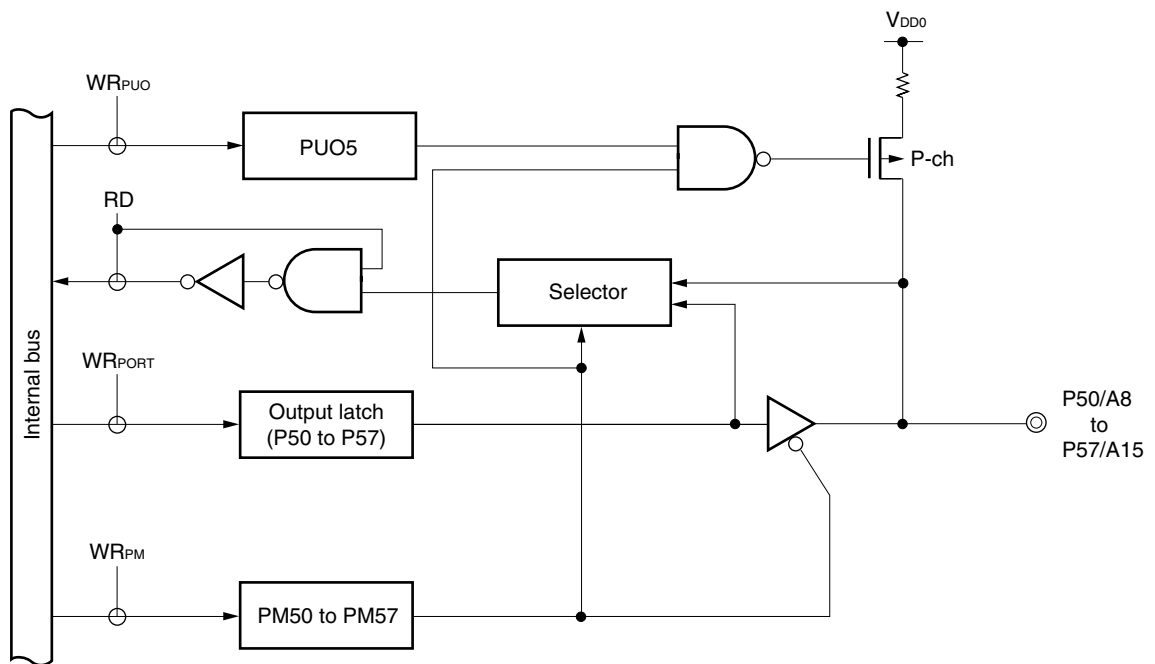 VDD0
WRPUO
PUO5
P-ch
RD
Selector
Internal bus
WRPORT
Output latch
(P50 to P57)
P50/A8
to
P57/A15
WRPM
PM50 to PM57